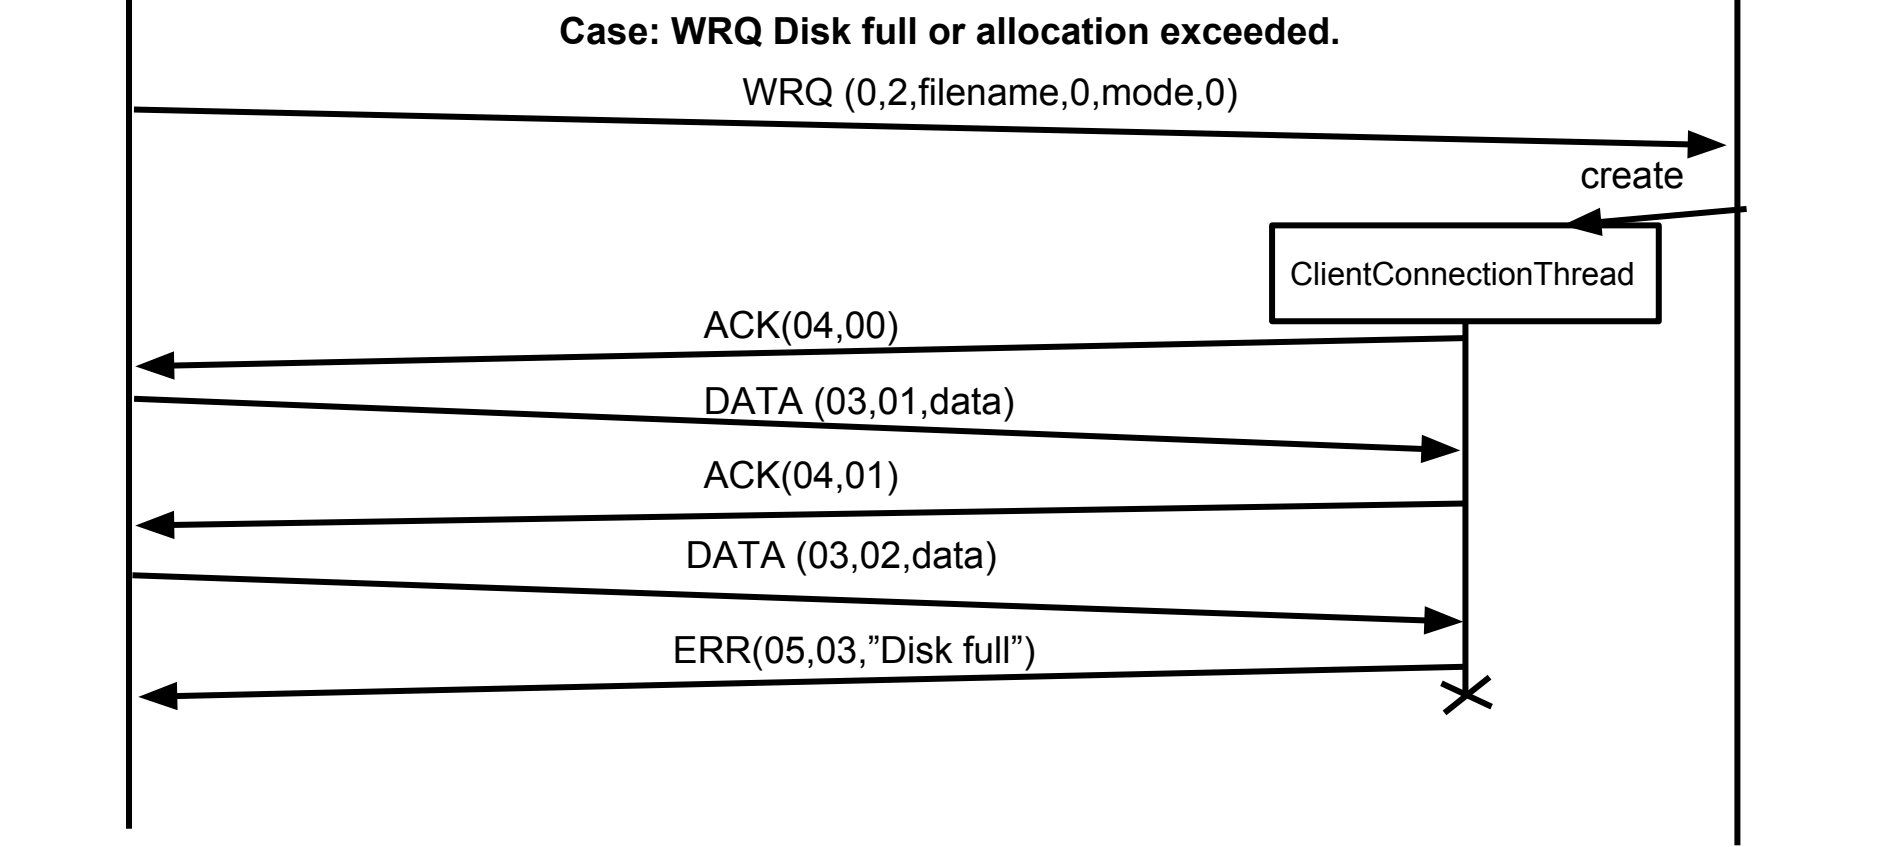 Case: WRQ Disk full or allocation exceeded.
WRQ (0,2,filename,0,mode,0)
create
ClientConnectionThread
ACK(04,00)
DATA (03,01,data)
ACK(04,01)
DATA (03,02,data)
ERR(05,03,”Disk full”)